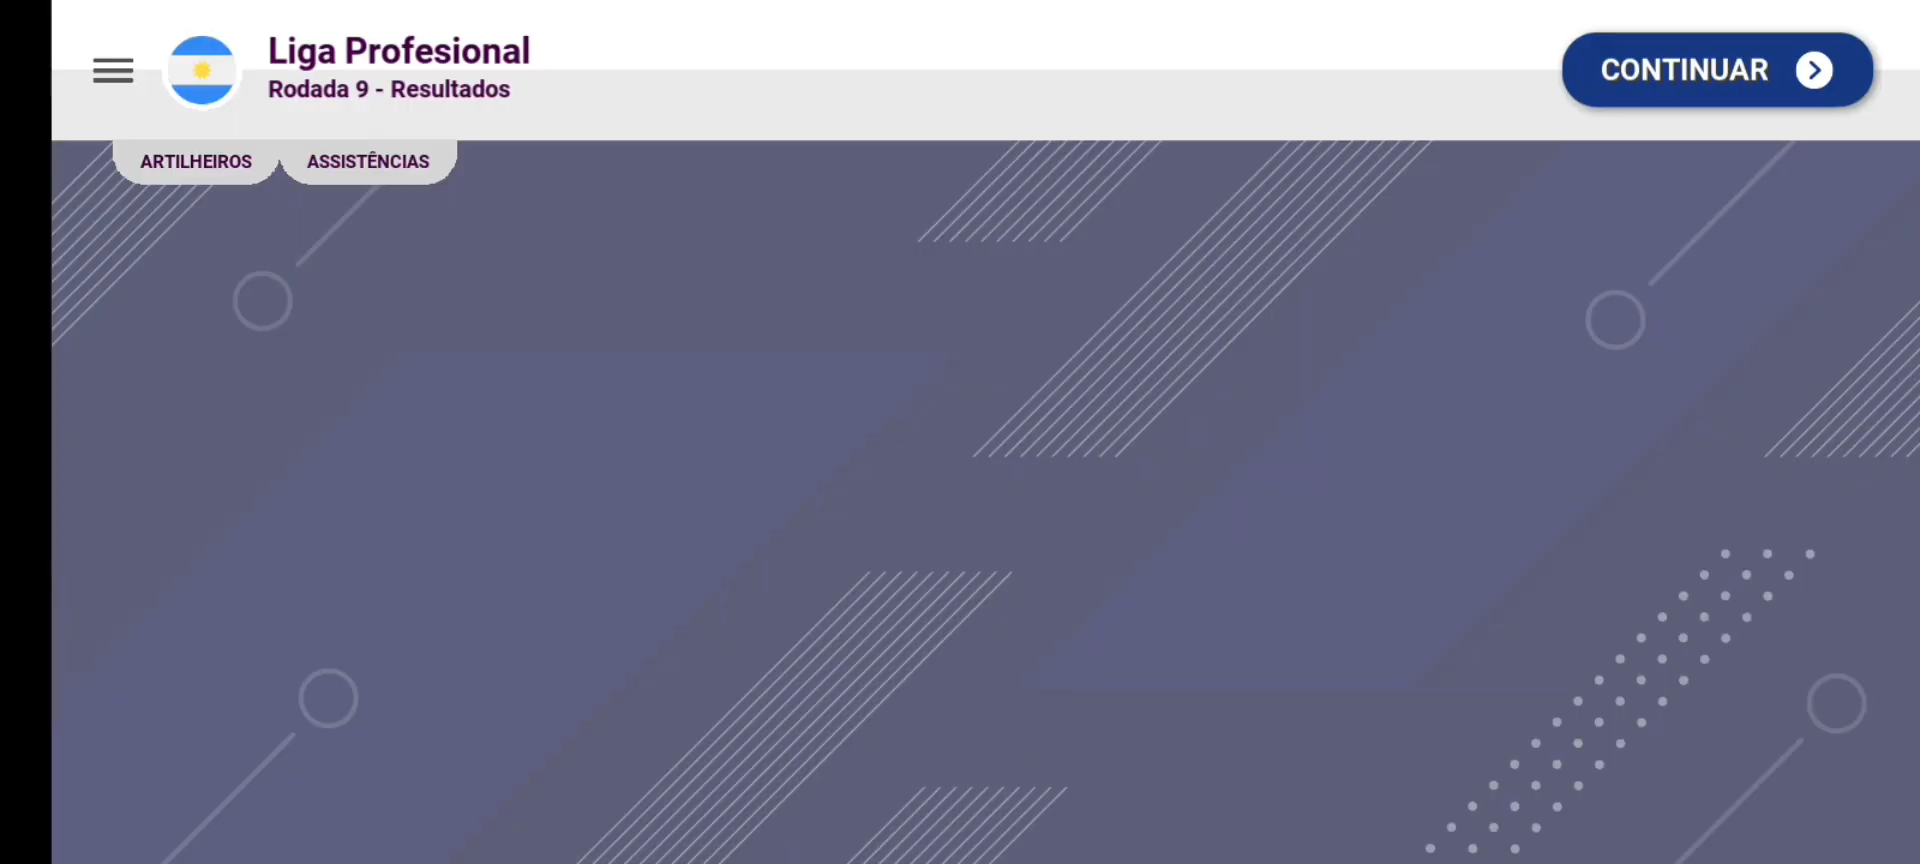 Liga Profesional
Rodada 9 - Resultados
CONTINUAR
ARTILHEIROS
ASSISTÊNCIAS